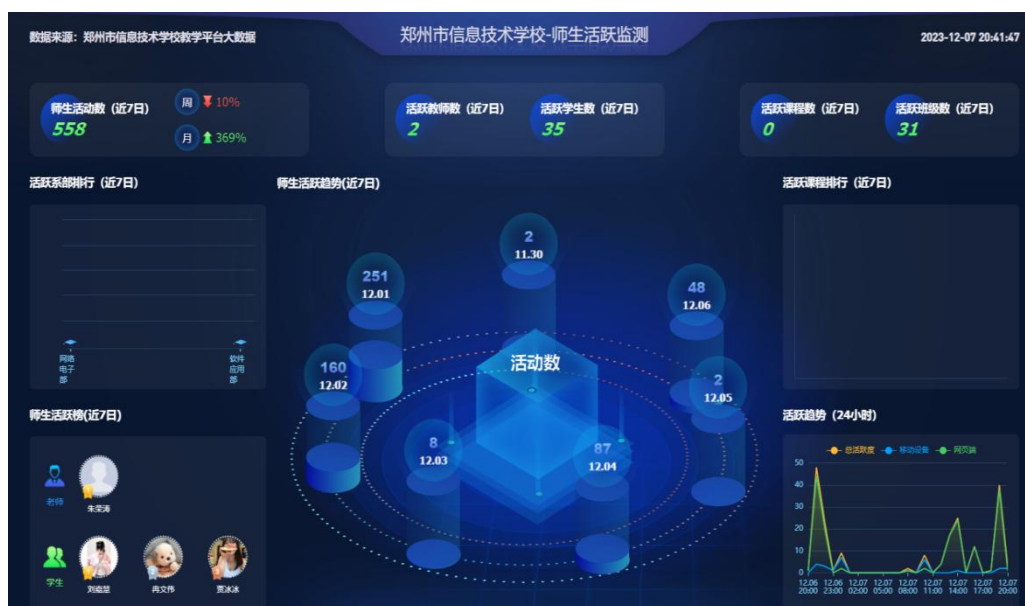 数据来源：郑州市信息技术学校教学平台大数据
郑州市信息技术学校-师生活跃监测
2023-12-07 20:41:47
师生活动数（近7日）
558
周 10%
月 369%
活跃教师数（近7日）
2
活跃学生数（近7日）
35
活跃课程数（近7日）
0
活跃班级数（近7日）
31
活跃系部排行（近7日）
网络
电子
部
软件
应用
部
师生活跃趋势(近7日)
2
11.30
251
12.01
48
12.06
活动数
160
12.02
2
12.05
8
12.03
87
12.04
活跃课程排行（近7日）
师生活跃榜(近7日)
老师
朱荣涛
学生
冉文伟
贾冰冰
活跃趋势（24小时）
总活跃度 移动设备 网页端
50
40
30
20
10
0
12.06 12.06 12.07 12.07 12.07 12.07 12.07 12.07 12.07
20:00 23:00 02:00 05:00 08:00 11:00 14:00 17:00 20:00